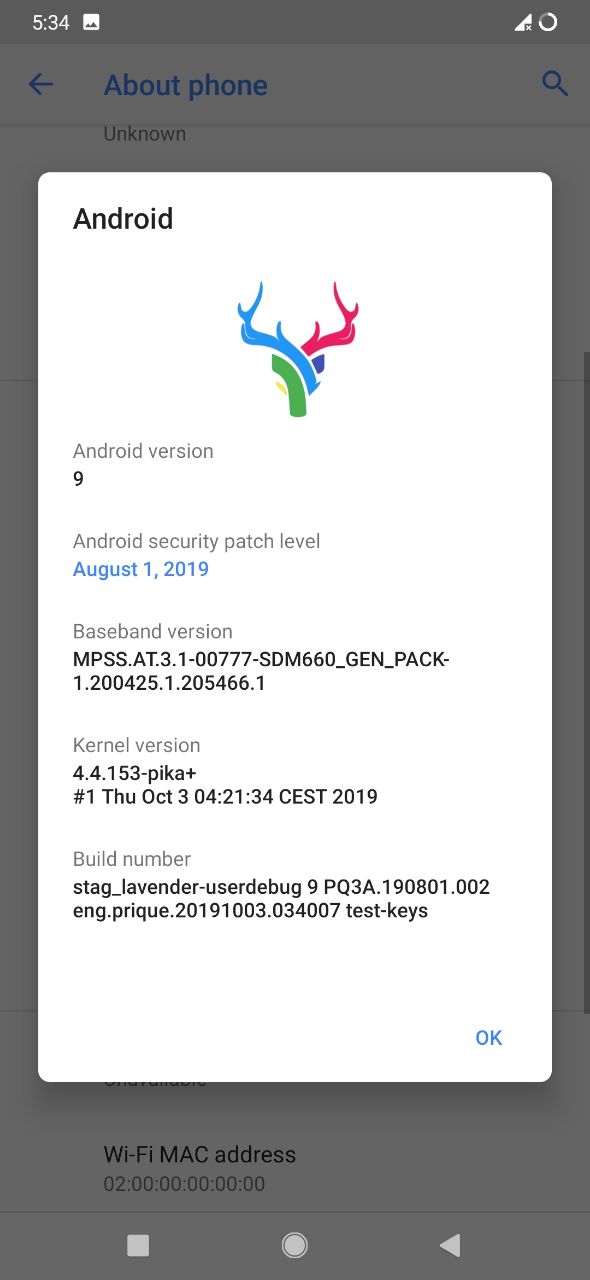 5:34
About phone
Unknown
Android
Android version
9
Android security patch level
August 1, 2019
Baseband version
MPSS.AT.3.1-00777-SDM660_GEN_PACK-
1.200425.1.205466.1
Kernel version
4.4.153-pika+
#1 Thu Oct 3 04:21:34 CEST 2019
Build number
stag_lavender-userdebug 9 PQ3A.190801.002
eng.prique.20191003.034007 test-keys
OK
Unavailable
Wi-Fi MAC address
02:00:00:00:00:00